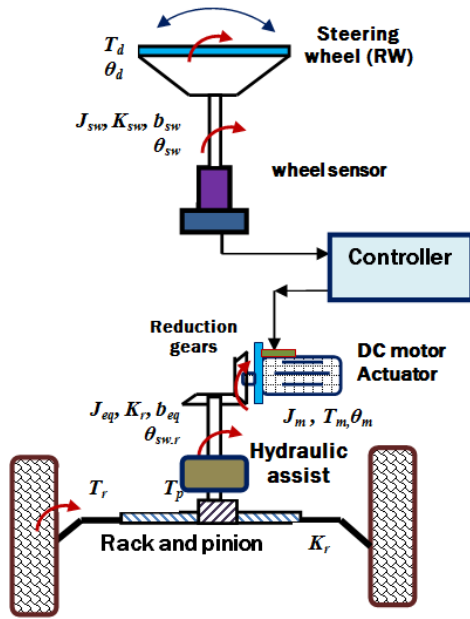 T_d
θ_d
Steering
wheel (RW)
J_sw, K_sw, b_sw
θ_sw
wheel sensor
Controller
Reduction
gears
DC motor
Actuator
J_m , T_m,θ_m
J_eq, K_r, b_eq
θ_sw.r
Hydraulic
assist
T_r
T_p
Rack and pinion
K_r